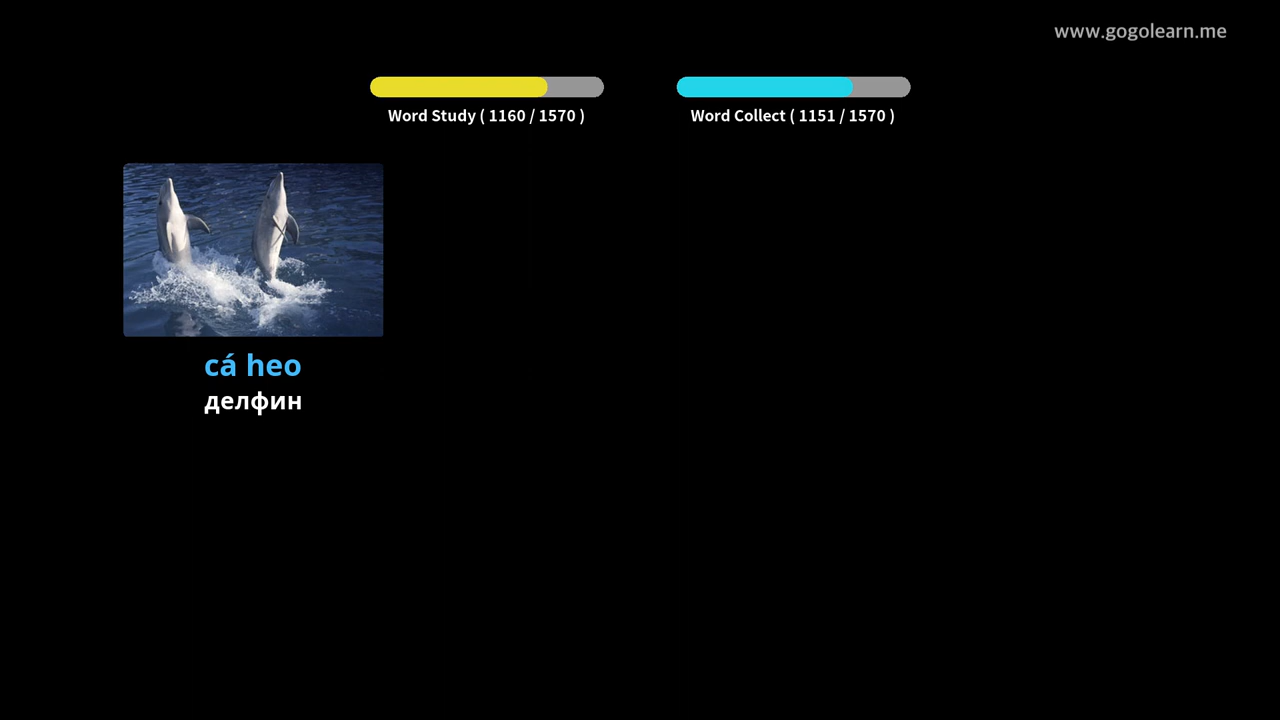 www.gogolearn.me
Word Study ( 1160 / 1570 )
Word Collect ( 1151 / 1570 )
cá heo
делфин